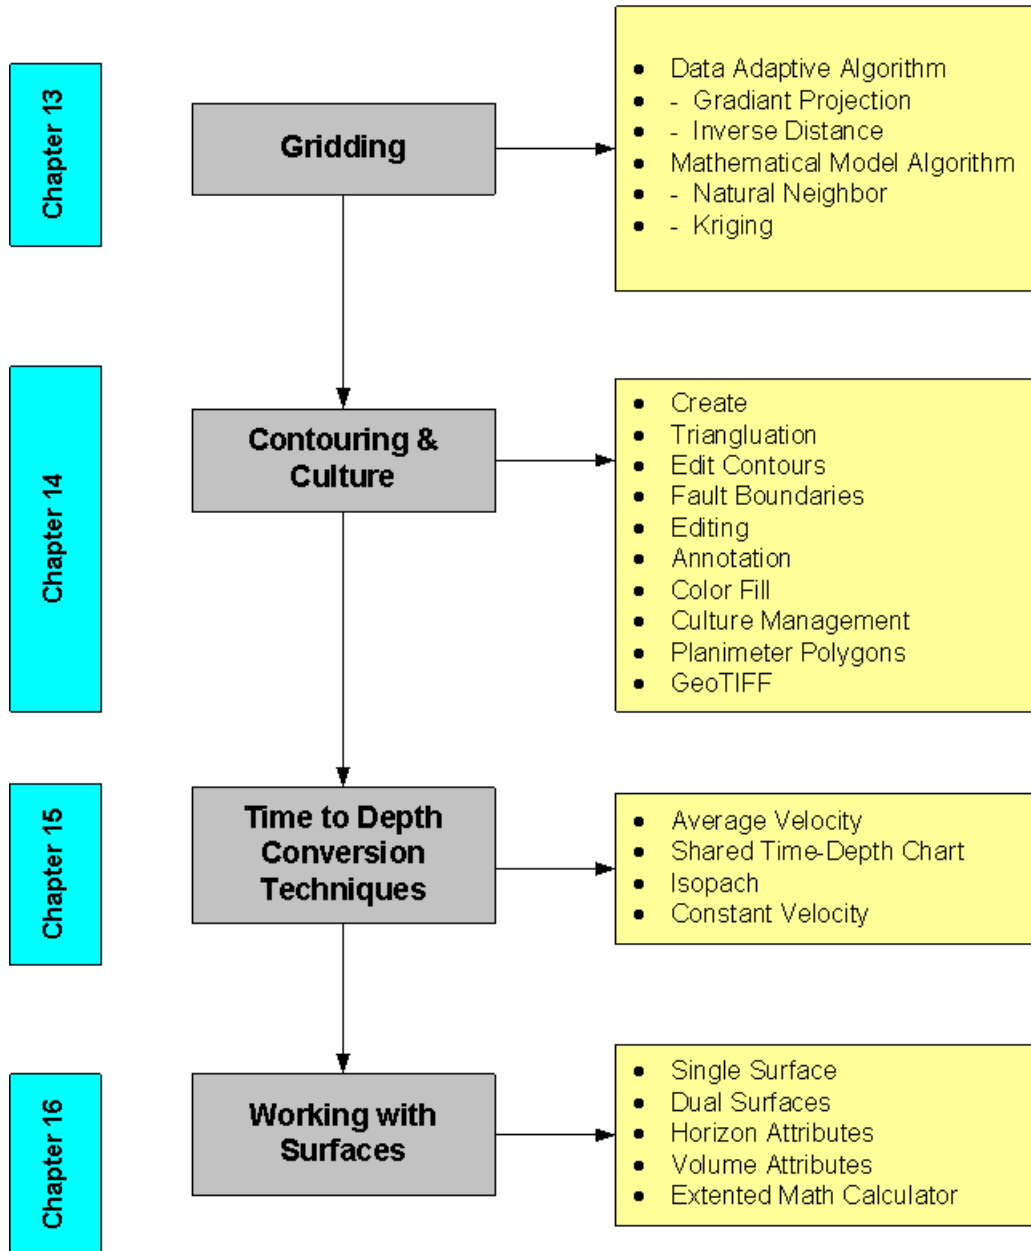 Chapter 13
Gridding
• Data Adaptive Algorithm
• - Gradiant Projection
• - Inverse Distance
• Mathematical Model Algorithm
• - Natural Neighbor
• - Kriging
Chapter 14
Contouring &
Culture
• Create
• Triangluation
• Edit Contours
• Fault Boundaries
• Editing
• Annotation
• Color Fill
• Culture Management
• Planimeter Polygons
• GeoTIFF
Chapter 15
Time to Depth
Conversion
Techniques
• Average Velocity
• Shared Time-Depth Chart
• Isopach
• Constant Velocity
Chapter 16
Working with
Surfaces
• Single Surface
• Dual Surfaces
• Horizon Attributes
• Volume Attributes
• Extented Math Calculator